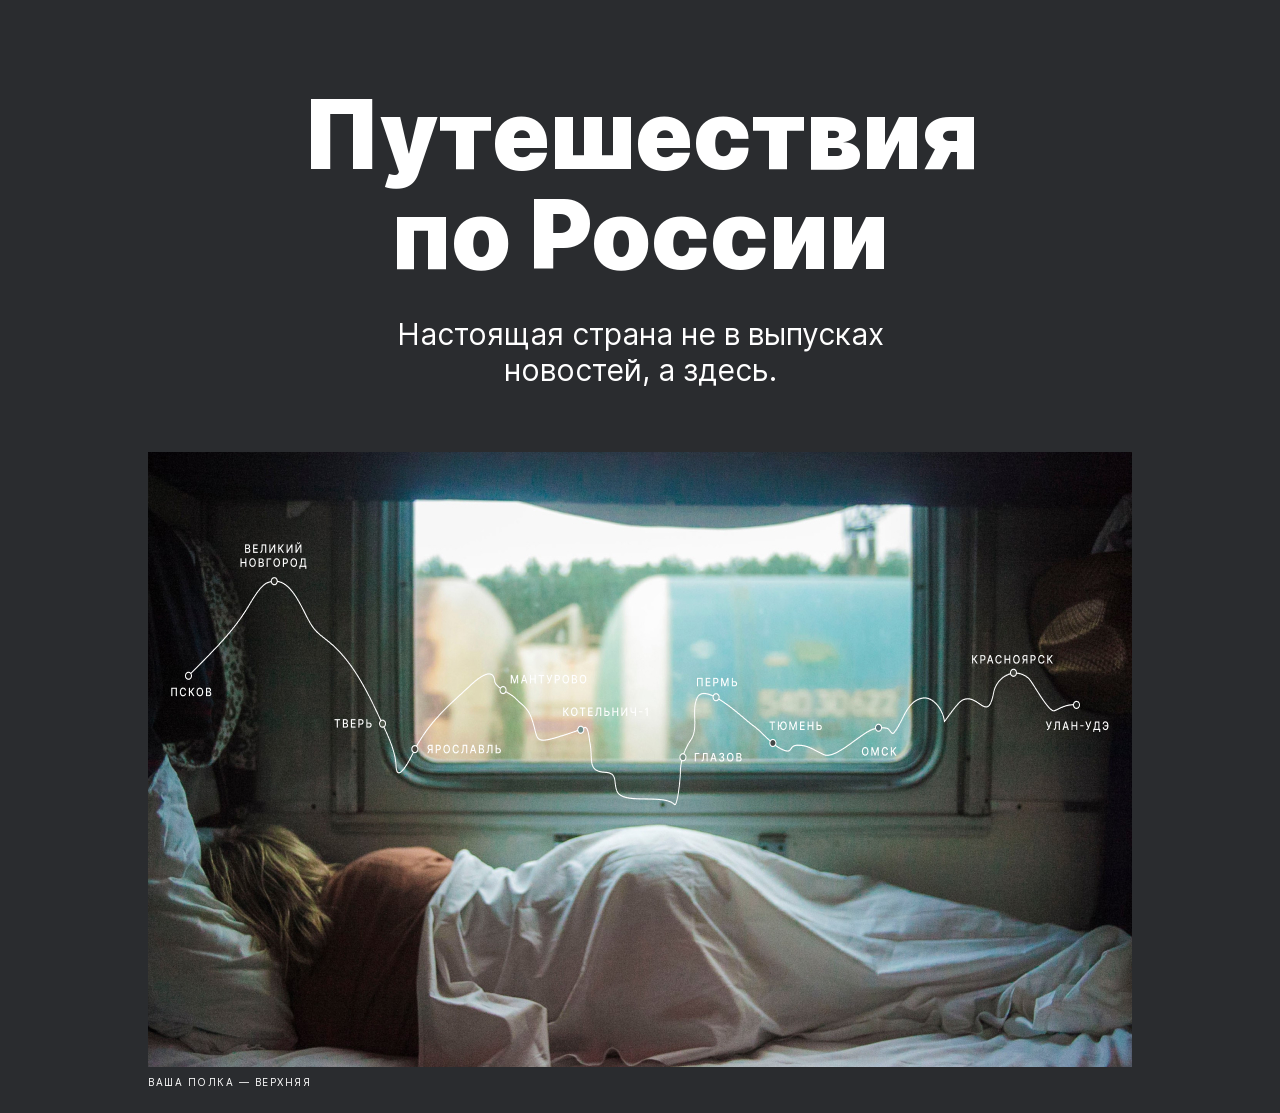 Путешествия
по России
Настоящая страна не в выпусках
новостей, а здесь.
ВЕЛИКИЙ
НОВГОРОД
ПСКОВ
ТВЕРЬ
ЯРОСЛАВЛЬ
МАНТУРОВО
КОТЕЛЬНИЧ-1
ГЛАЗОВ
ПЕРМЬ
ТЮМЕНЬ
ОМСК
КРАСНОЯРСК
УЛАН-УДЭ
54030622
ВАША ПОЛКА — ВЕРХНЯЯ